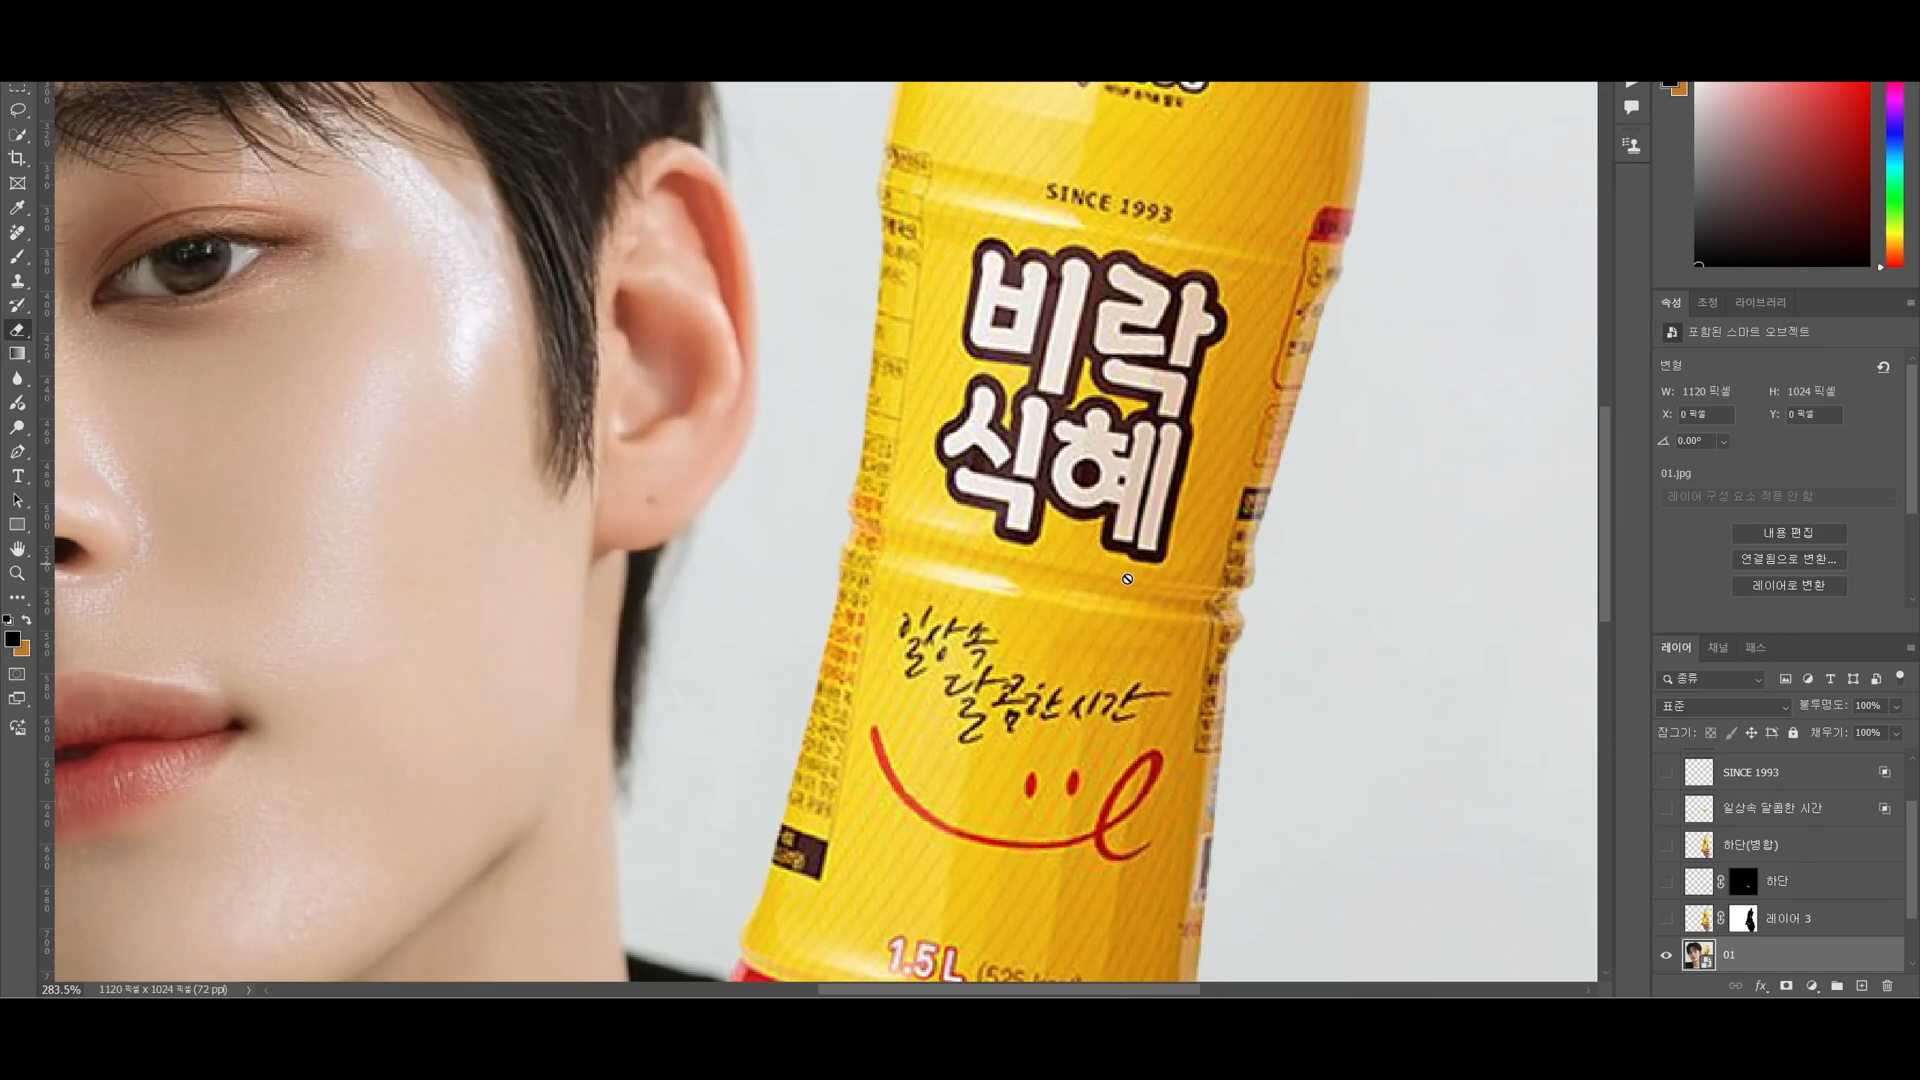 SINCE 1993
비락
식혜
일상속
달콤한 시간
1.5 L
283.5%
1120 픽셀 x 1024 픽셀 (72 ppi)
속성
조정
라이브러리
포함된 스마트 오브젝트
변형
W: 1120 픽셀
H: 1024 픽셀
X: 0 픽셀
Y: 0 픽셀
0.00°
01.jpg
레이어 구성 요소 적용 안 함
내용 편집
연결됨으로 변환...
레이어로 변환
레이어
채널
패스
종류
표준
불투명도: 100%
잠그기:
채우기: 100%
SINCE 1993
일상속 달콤한 시간
하단(병합)
하단
레이어 3
01
fx